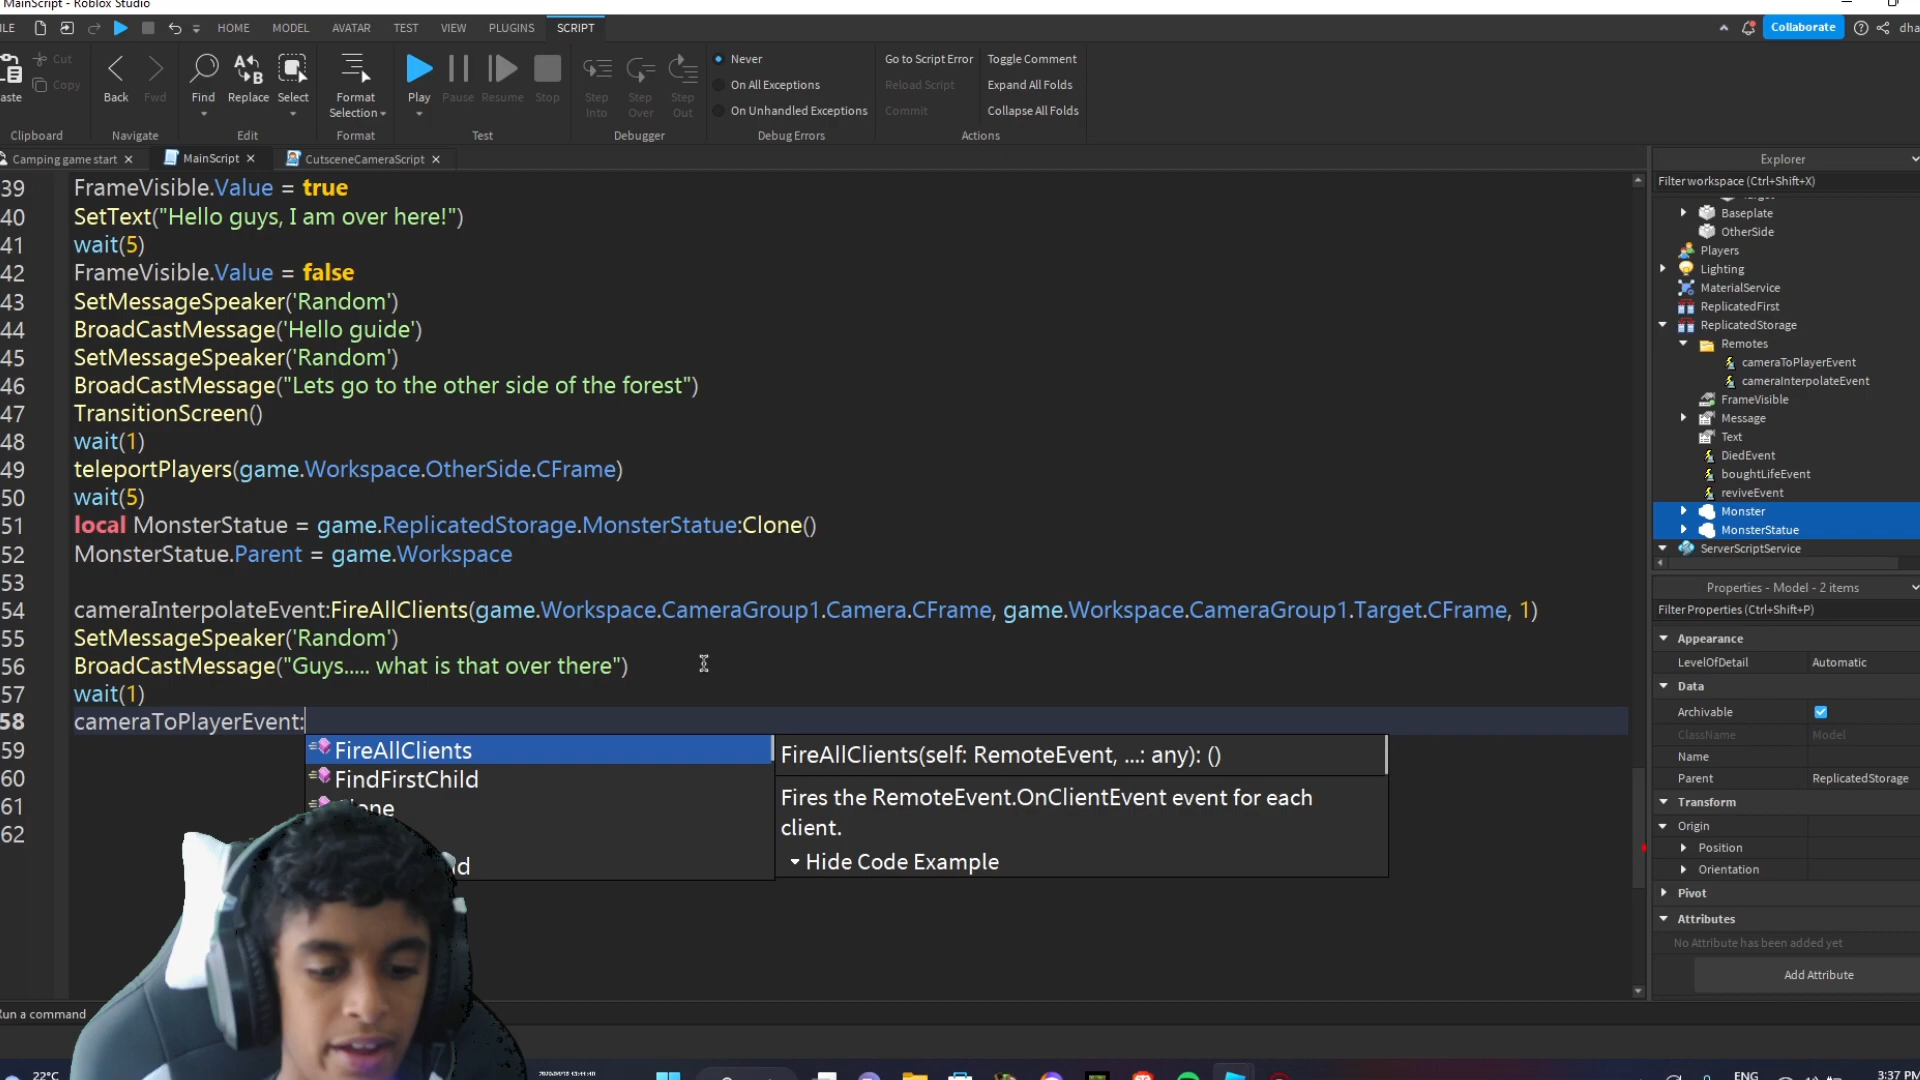 MainScript - Roblox Studio
ILE HOME MODEL AVATAR TEST VIEW PLUGINS SCRIPT Collaborate dha
aste Cut Copy Back Fwd Find Replace Select Format Selection Play Pause Resume Stop Step Into Step Over Step Out
Never
On All Exceptions
On Unhandled Exceptions
Go to Script Error
Reload Script
Commit
Toggle Comment
Expand All Folds
Collapse All Folds
Clipboard Navigate Edit Format Test Debugger Debug Errors Actions
Camping game start MainScript CutsceneCameraScript
39 FrameVisible.Value = true
40 SetText("Hello guys, I am over here!")
41 wait(5)
42 FrameVisible.Value = false
43 SetMessageSpeaker('Random')
44 BroadCastMessage('Hello guide')
45 SetMessageSpeaker('Random')
46 BroadCastMessage("Lets go to the other side of the forest")
47 TransitionScreen()
48 wait(1)
49 teleportPlayers(game.Workspace.OtherSide.CFrame)
50 wait(5)
51 local MonsterStatue = game.ReplicatedStorage.MonsterStatue:Clone()
52 MonsterStatue.Parent = game.Workspace
53
54 cameraInterpolateEvent:FireAllClients(game.Workspace.CameraGroup1.Camera.CFrame, game.Workspace.CameraGroup1.Target.CFrame, 1)
55 SetMessageSpeaker('Random')
56 BroadCastMessage("Guys..... what is that over there")
57 wait(1)
58 cameraToPlayerEvent:
59
60
61
62
FireAllClients
FindFirstChild
one
d
FireAllClients(self: RemoteEvent, ...: any): ()
Fires the RemoteEvent.OnClientEvent event for each
client.
Hide Code Example
Explorer
Filter workspace (Ctrl+Shift+X)
Baseplate
OtherSide
Players
Lighting
MaterialService
ReplicatedFirst
ReplicatedStorage
Remotes
cameraToPlayerEvent
cameraInterpolateEvent
FrameVisible
Message
Text
DiedEvent
boughtLifeEvent
reviveEvent
Monster
MonsterStatue
ServerScriptService
Properties - Model - 2 items
Filter Properties (Ctrl+Shift+P)
Appearance
LevelOfDetail Automatic
Data
Archivable
ClassName Model
Name
Parent ReplicatedStorage
Transform
Origin
Position
Orientation
Pivot
Attributes
No Attribute has been added yet
Add Attribute
Run a command
22°C ENG 3:37 PM